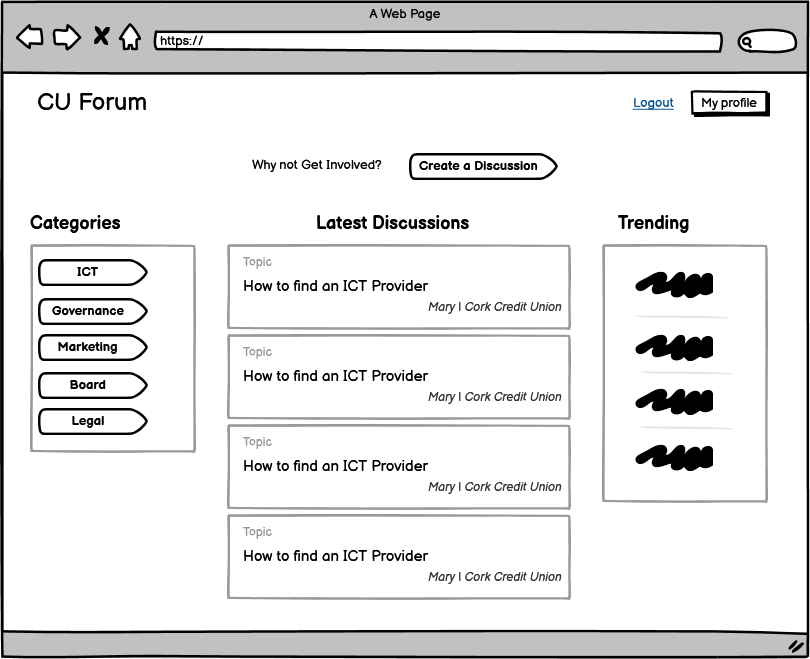 A Web Page
https://
CU Forum
Logout
My profile
Why not Get Involved?
Create a Discussion
Categories
ICT
Governance
Marketing
Board
Legal
Latest Discussions
Topic
How to find an ICT Provider
Mary | Cork Credit Union
Topic
How to find an ICT Provider
Mary | Cork Credit Union
Topic
How to find an ICT Provider
Mary | Cork Credit Union
Topic
How to find an ICT Provider
Mary | Cork Credit Union
Trending